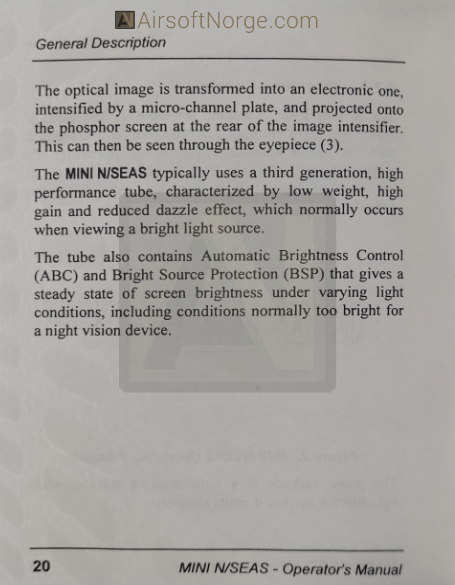 AirsoftNorge.com
General Description
The optical image is transformed into an electronic one,
intensified by a micro-channel plate, and projected onto
the phosphor screen at the rear of the image intensifier.
This can then be seen through the eyepiece (3).
The MINI N/SEAS typically uses a third generation, high
performance tube, characterized by low weight, high
gain and reduced dazzle effect, which normally occurs
when viewing a bright light source.
The tube also contains Automatic Brightness Control
(ABC) and Bright Source Protection (BSP) that gives a
steady state of screen brightness under varying light
conditions, including conditions normally too bright for
a night vision device.
20
MINI N/SEAS - Operator's Manual